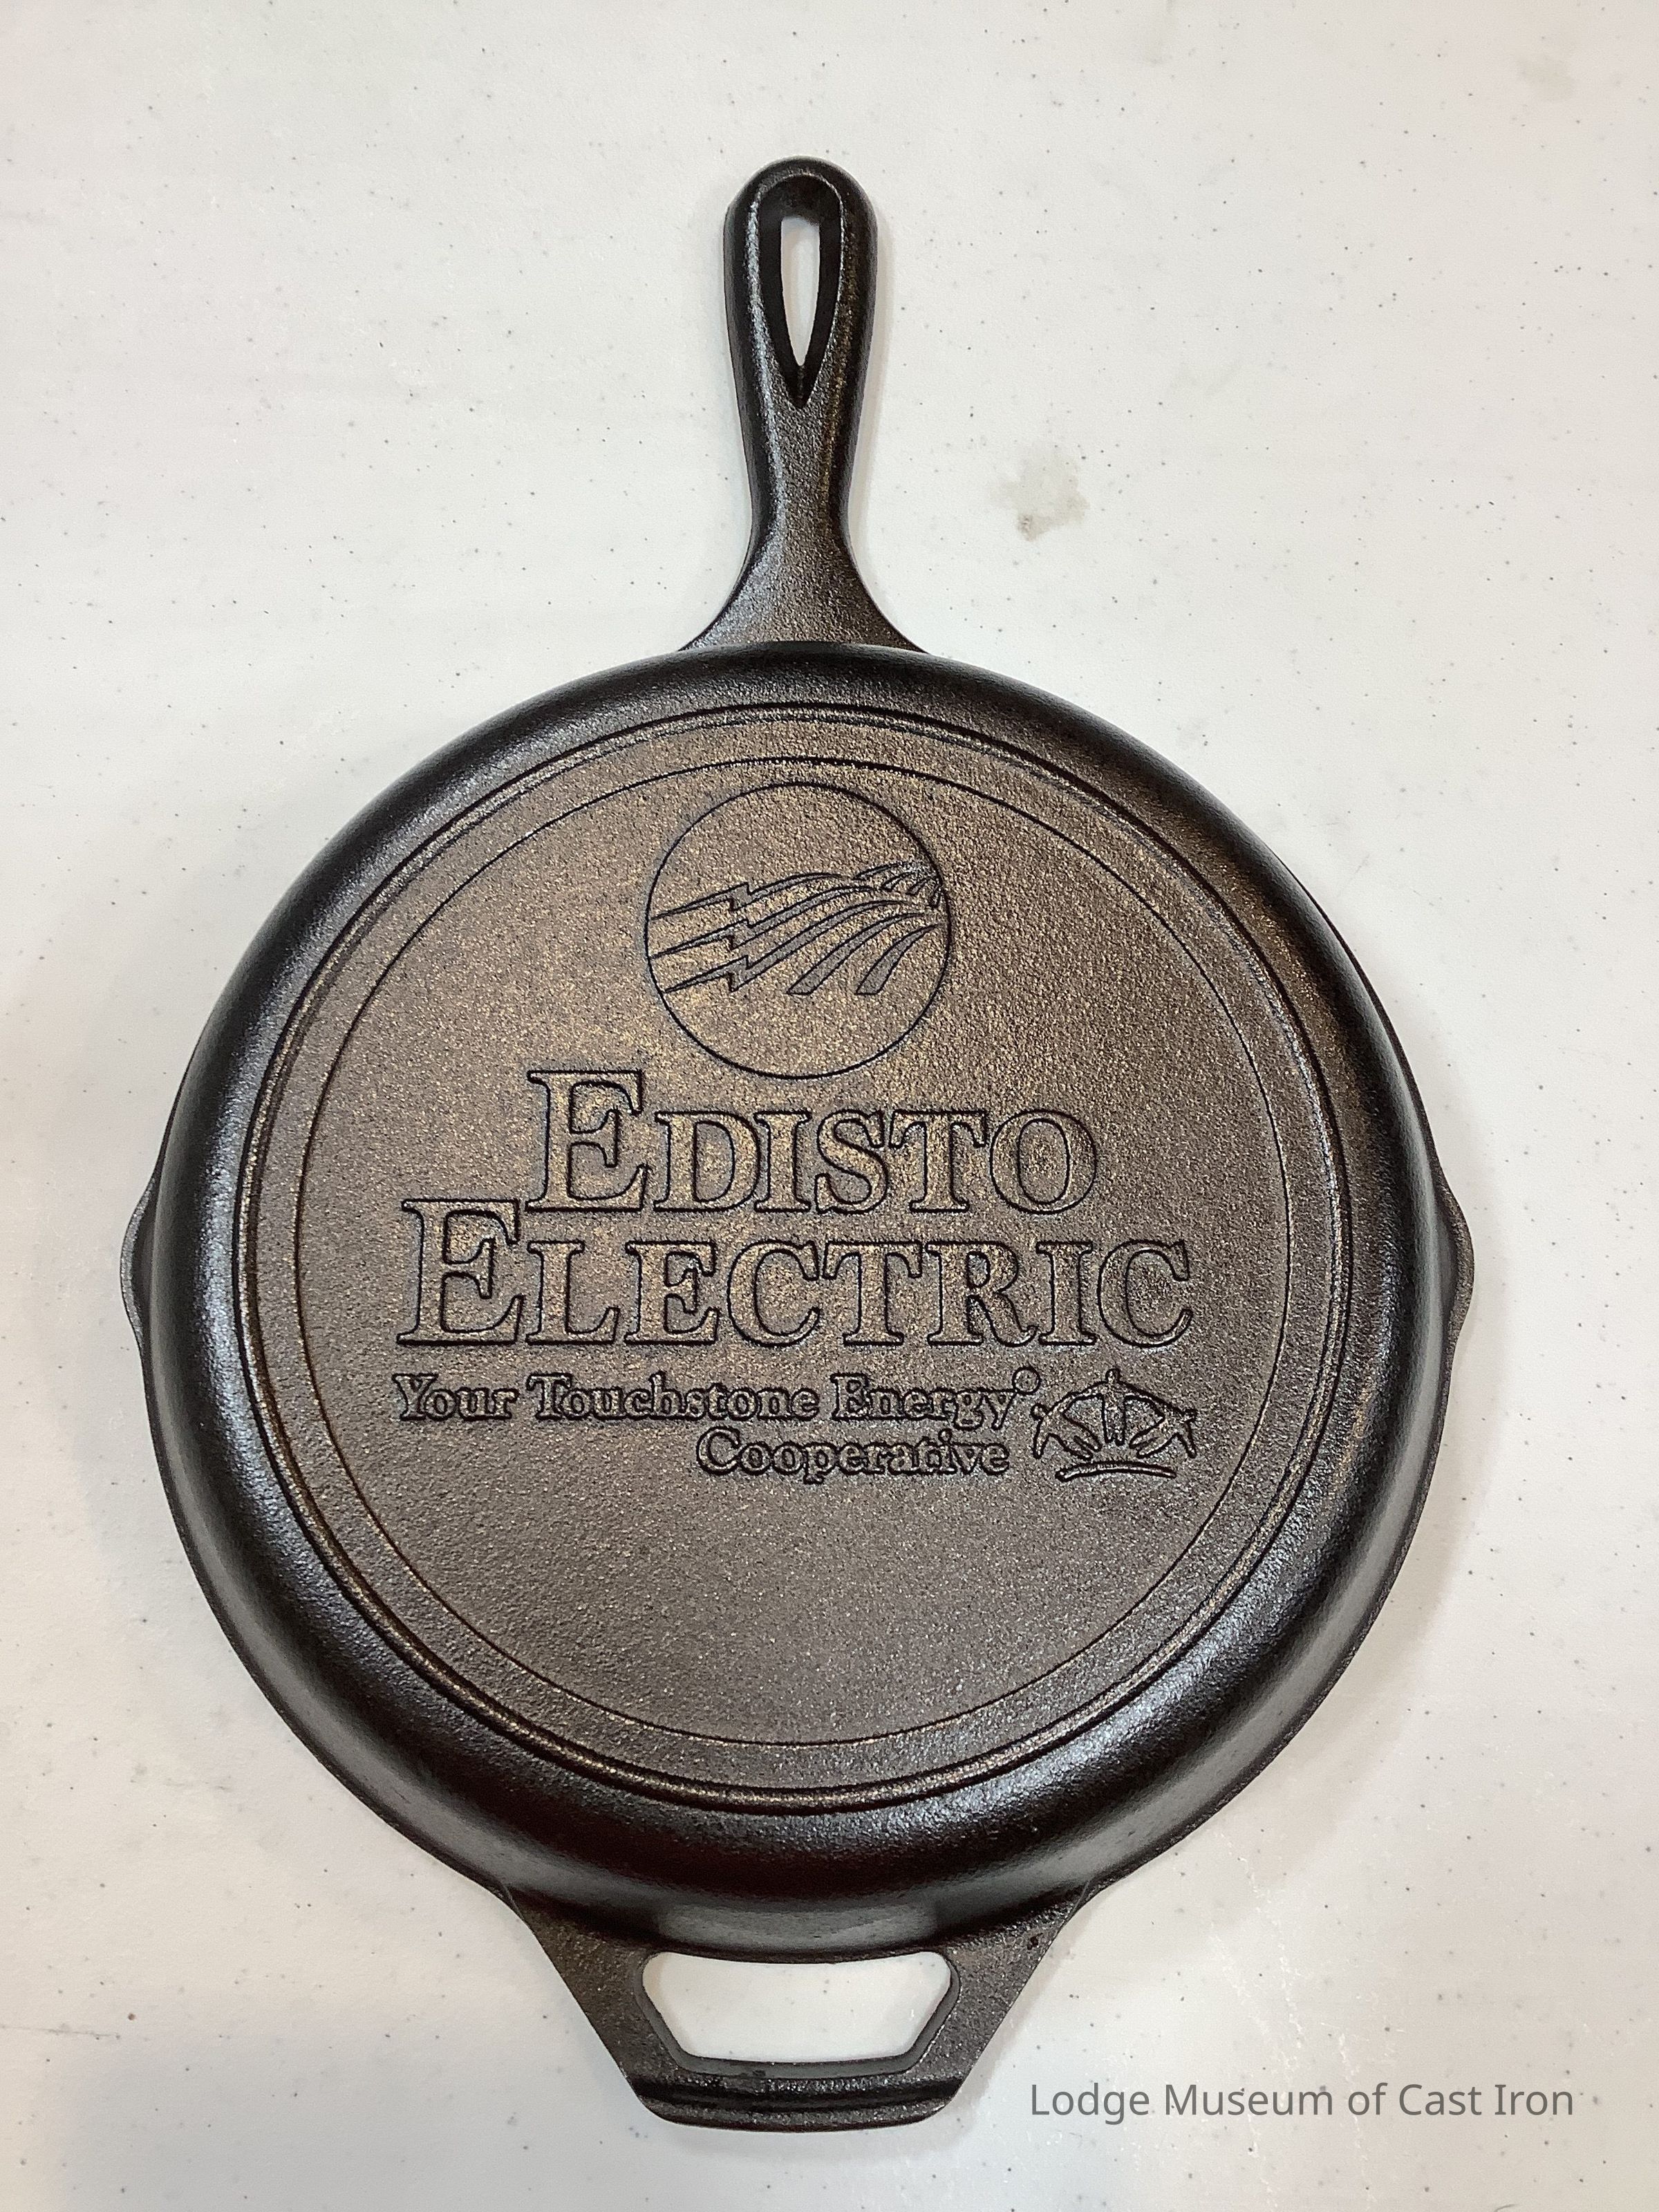 EDISTO
ELECTRIC
Your Touchstone Energy®
Cooperative
Lodge Museum of Cast Iron